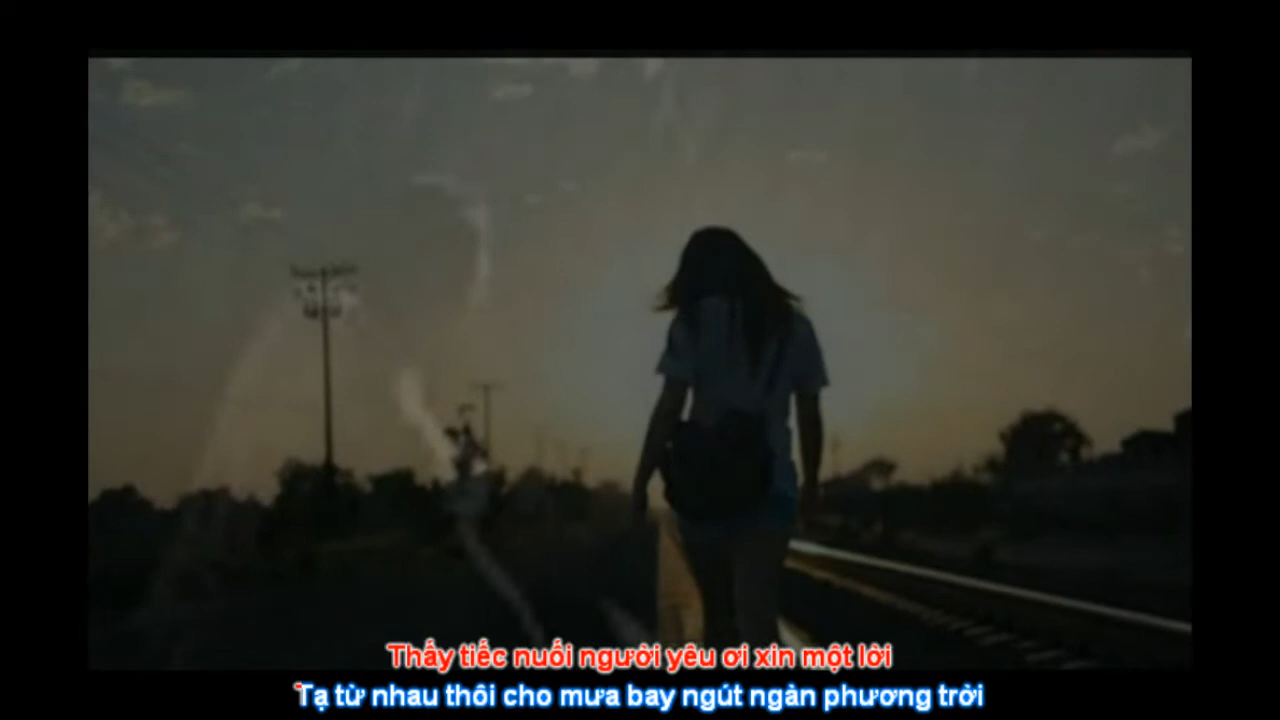 Thấy tiếc nuối người yêu ơi xin một lời
Tạ từ nhau thôi cho mưa bay ngút ngàn phương trời